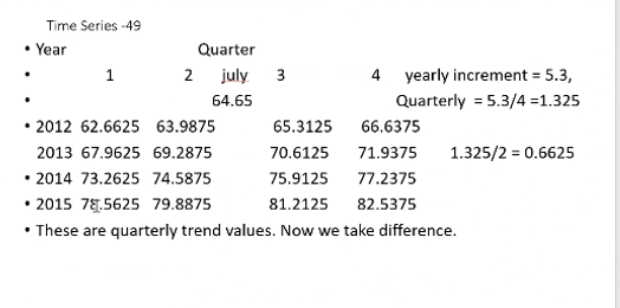 Time Series -49
• Year Quarter
• 1 2 july 3 4 yearly increment = 5.3,
• 64.65 Quarterly = 5.3/4 =1.325
• 2012 62.6625 63.9875 65.3125 66.6375
2013 67.9625 69.2875 70.6125 71.9375 1.325/2 = 0.6625
• 2014 73.2625 74.5875 75.9125 77.2375
• 2015 78.5625 79.8875 81.2125 82.5375
• These are quarterly trend values. Now we take difference.